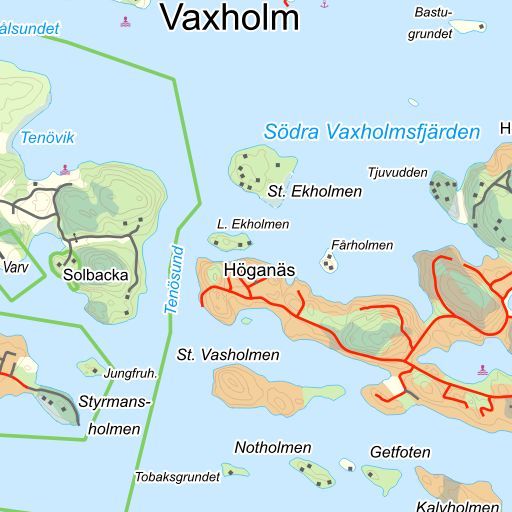 Vaxholm
Bastu-
grundet
ålsundet
Tenövik
Södra Vaxholmsfjärden
H
Tjuvudden
St. Ekholmen
L. Ekholmen
Fårholmen
Tenösund
Varv
Solbacka
Höganäs
St. Vasholmen
Jungfruh.
Styrmans-
holmen
Notholmen
Getfoten
Tobaksgrundet
Kalvholmen